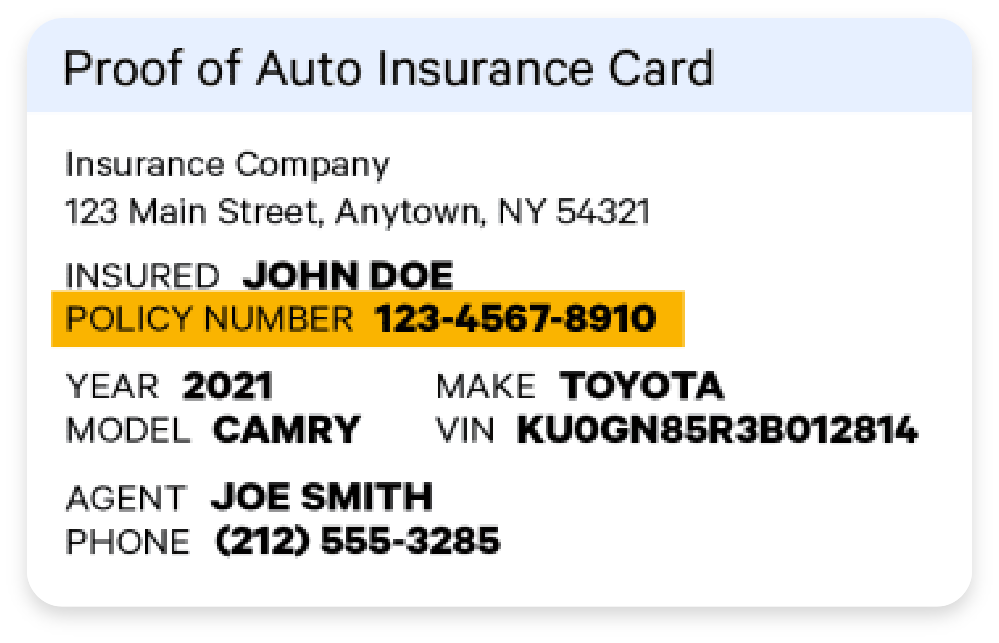 Proof of Auto Insurance Card
Insurance Company
123 Main Street, Anytown, NY 54321
INSURED JOHN DOE
POLICY NUMBER 123-4567-8910
YEAR 2021 MAKE TOYOTA
MODEL CAMRY VIN KU0GN85R3B012814
AGENT JOE SMITH
PHONE (212) 555-3285